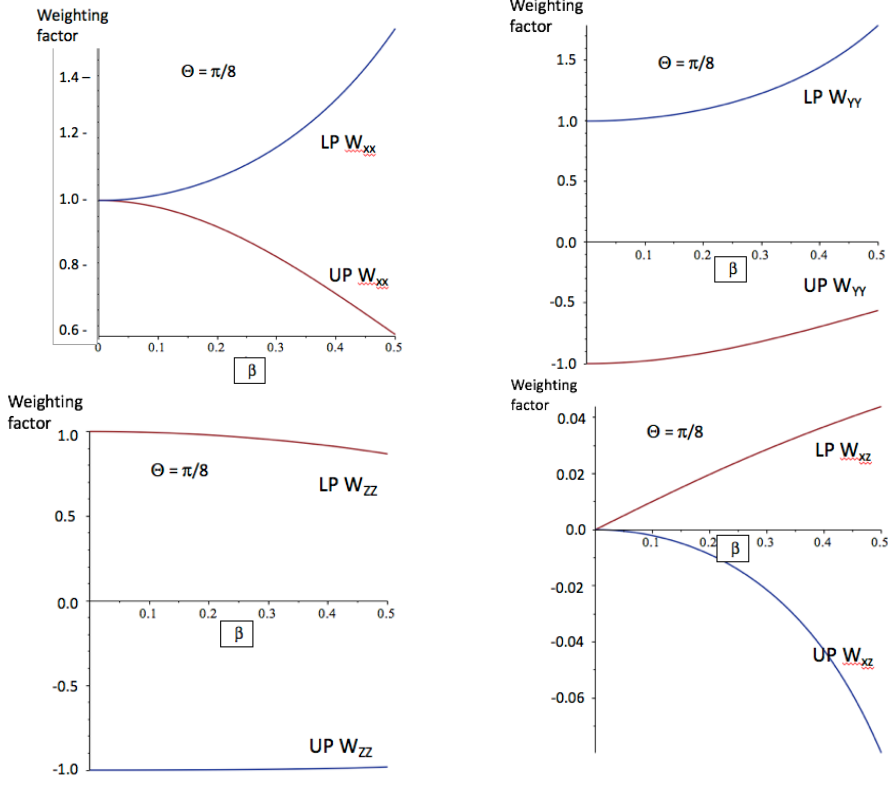 Weighting
factor
Θ = π/8
1.4
1.2
1.0
0.8
0.6
LP Wxx
UP Wxx
0 0.1 0.2 0.3 0.4 0.5
β
Weighting
factor
Θ = π/8
1.5
1.0
0.5
0.0
-0.5
-1.0
LP WYY
0.1 0.2 0.3 0.4 0.5
β
UP WYY
Weighting
factor
Θ = π/8
1.0
0.5
0.0
-0.5
-1.0
LP WZZ
0.1 0.2 0.3 0.4 0.5
β
UP WZZ
Weighting
factor
Θ = π/8
0.04
0.02
0.0
-0.02
-0.04
-0.06
LP Wxz
0.1 0.2 0.3 0.4 0.5
β
UP Wxz